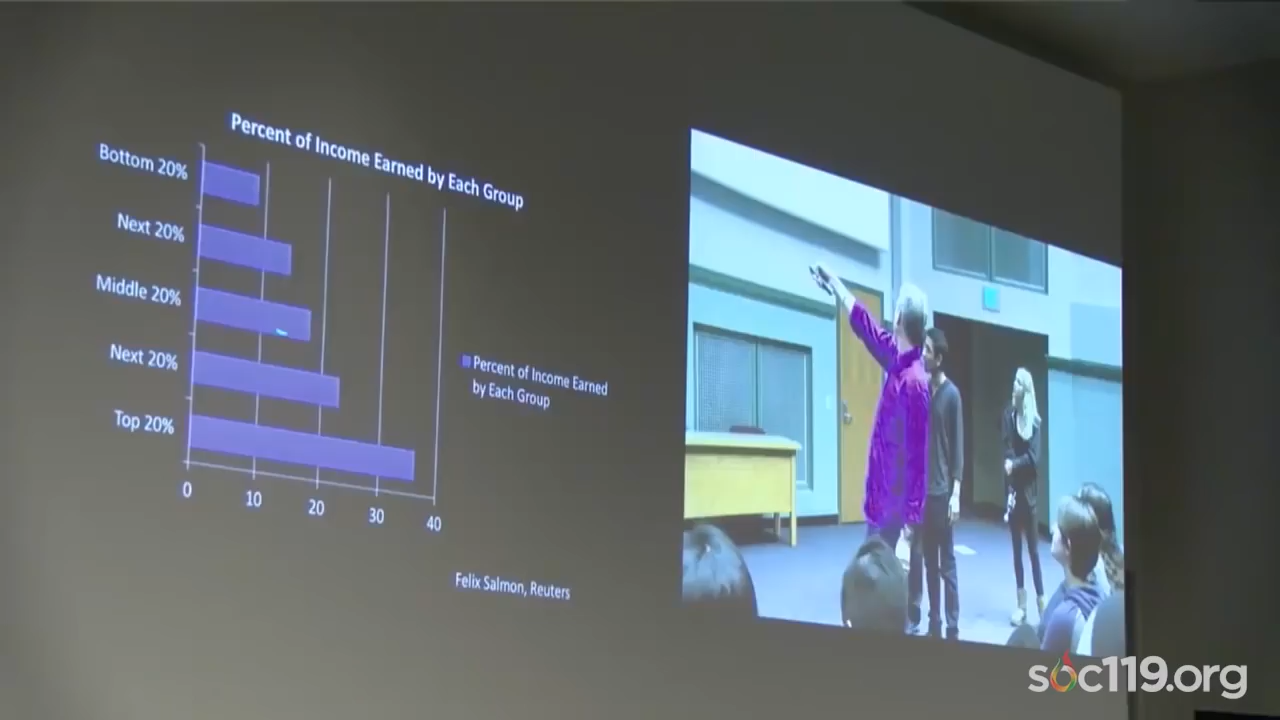 Percent of Income Earned by Each Group
Bottom 20%
Next 20%
Middle 20%
Next 20%
Top 20%
0 10 20 30 40
Percent of Income Earned
by Each Group
Felix Salmon, Reuters
soc119.org